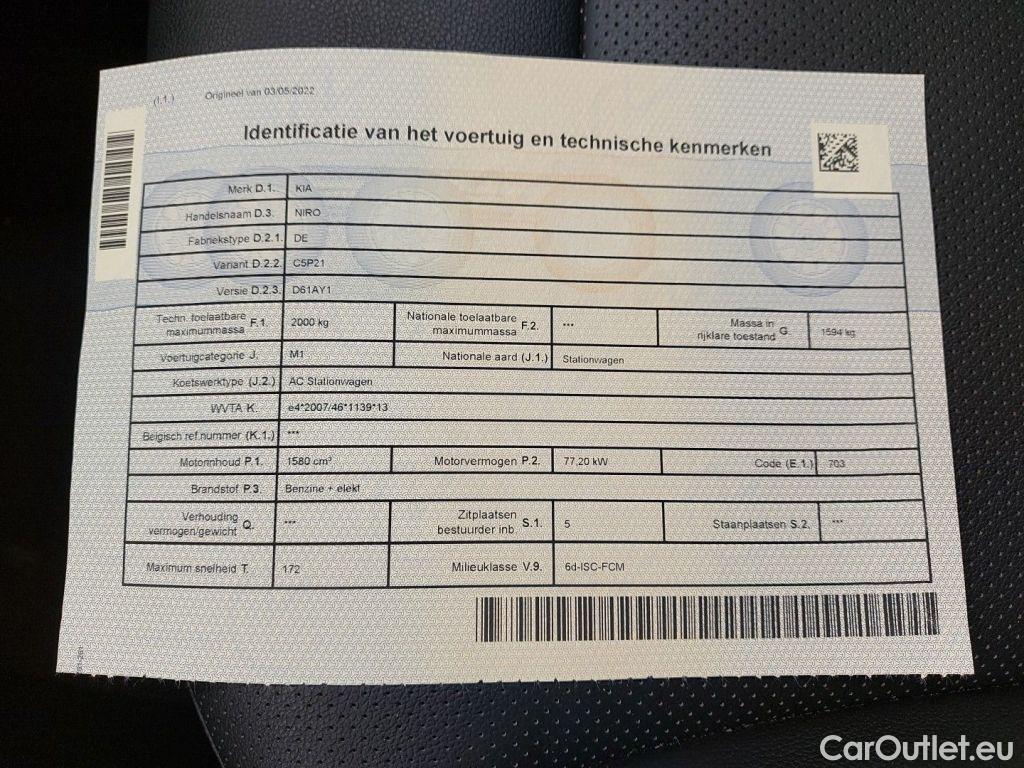 (I.1.) Origineel van 03/05/2022
Identificatie van het voertuig en technische kenmerken
Merk D.1. KIA
Handelsnaam D.3. NIRO
Fabriekstype D.2.1. DE
Variant D.2.2. C5P21
Versie D.2.3. D61AY1
Techn. toelaatbare maximummassa F.1. 2000 kg Nationale toelaatbare maximummassa F.2. *** Massa in rijklare toestand G. 1594 kg
Voertuigcategorie J. M1 Nationale aard (J.1.) Stationwagen
Koetswerktype (J.2.) AC Stationwagen
WVTA K. e4*2007/46*1139*13
Belgisch ref.nummer (K.1.) ***
Motorinhoud P.1. 1580 cm³ Motorvermogen P.2. 77,20 kW Code (E.1.) 703
Brandstof P.3. Benzine + elekt
Verhouding vermogen/gewicht Q. *** Zitplaatsen bestuurder inb. S.1. 5 Staanplaatsen S.2. ***
Maximum snelheid T. 172 Milieuklasse V.9. 6d-ISC-FCM
CarOutlet.eu